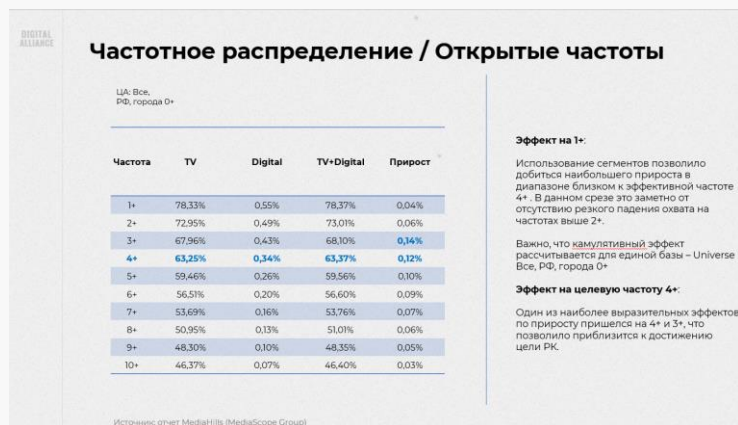 DIGITAL
ALLIANCE
Частотное распределение / Открытые частоты
ЦА: Все,
РФ, города 0+
Частота TV Digital TV+Digital Прирост
1+ 78,33% 0,55% 78,37% 0,04%
2+ 72,95% 0,49% 73,01% 0,06%
3+ 67,96% 0,43% 68,10% 0,14%
4+ 63,25% 0,34% 63,37% 0,12%
5+ 59,46% 0,26% 59,56% 0,10%
6+ 56,51% 0,20% 56,60% 0,09%
7+ 53,69% 0,16% 53,76% 0,07%
8+ 50,95% 0,13% 51,01% 0,06%
9+ 48,30% 0,10% 48,35% 0,05%
10+ 46,37% 0,07% 46,40% 0,03%
Эффект на 1+:
Использование сегментов позволило
добиться наибольшего прироста в
диапазоне близком к эффективной частоте
4+ . В данном срезе это заметно от
отсутствию резкого падения охвата на
частотах выше 2+.
Важно, что камулятивный эффект
рассчитывается для единой базы – Universe
Все, РФ, города 0+
Эффект на целевую частоту 4+:
Один из наиболее выразительных эффектов
по приросту пришелся на 4+ и 3+, что
позволило приблизится к достижению
цели РК.
Источник: отчет MediaHills (MediaScope Group)